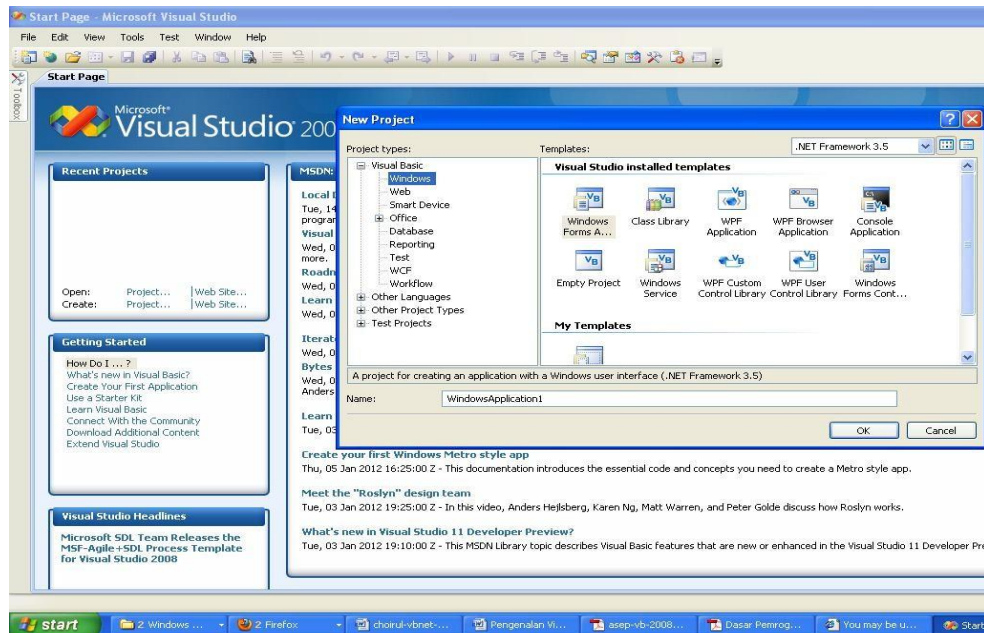 Start Page - Microsoft Visual Studio
File Edit View Tools Test Window Help
Toolbox
Start Page
Microsoft®
Visual Studio 200
Recent Projects
Open: Project... | Web Site...
Create: Project... | Web Site...
Getting Started
How Do I ... ?
What's new in Visual Basic?
Create Your First Application
Use a Starter Kit
Learn Visual Basic
Connect With the Community
Download Additional Content
Extend Visual Studio
Visual Studio Headlines
Microsoft SDL Team Releases the
MSF-Agile+SDL Process Template
for Visual Studio 2008
MSDN:
Local
Tue, 14
progra
Visual
Wed, 0
more.
Roadn
Wed, 0
Learn
Wed, 0
Iterat
Wed, 0
Bytes
Wed, 0
Anders
Learn
Tue, 03
Create your first Windows Metro style app
Thu, 05 Jan 2012 16:25:00 Z - This documentation introduces the essential code and concepts you need to create a Metro style app.
Meet the "Roslyn" design team
Tue, 03 Jan 2012 19:25:00 Z - In this video, Anders Hejlsberg, Karen Ng, Matt Warren, and Peter Golde discuss how Roslyn works.
What's new in Visual Studio 11 Developer Preview?
Tue, 03 Jan 2012 19:10:00 Z - This MSDN Library topic describes Visual Basic features that are new or enhanced in the Visual Studio 11 Developer Pre
New Project
Project types:
Templates:
.NET Framework 3.5
Visual Basic
Windows
Web
Smart Device
Office
Database
Reporting
Test
WCF
Workflow
Other Languages
Other Project Types
Test Projects
Visual Studio installed templates
Windows Forms A...
Class Library
WPF Application
WPF Browser Application
Console Application
Empty Project
Windows Service
WPF Custom Control Library
WPF User Control Library
Windows Forms Cont...
My Templates
A project for creating an application with a Windows user interface (.NET Framework 3.5)
Name: WindowsApplication1
OK Cancel
start 2 Windows ... 2 Firefox choirul-vbnet-... Pengenalan Vi... asep-vb-2008... Dasar Pemrog... You may be u... Start